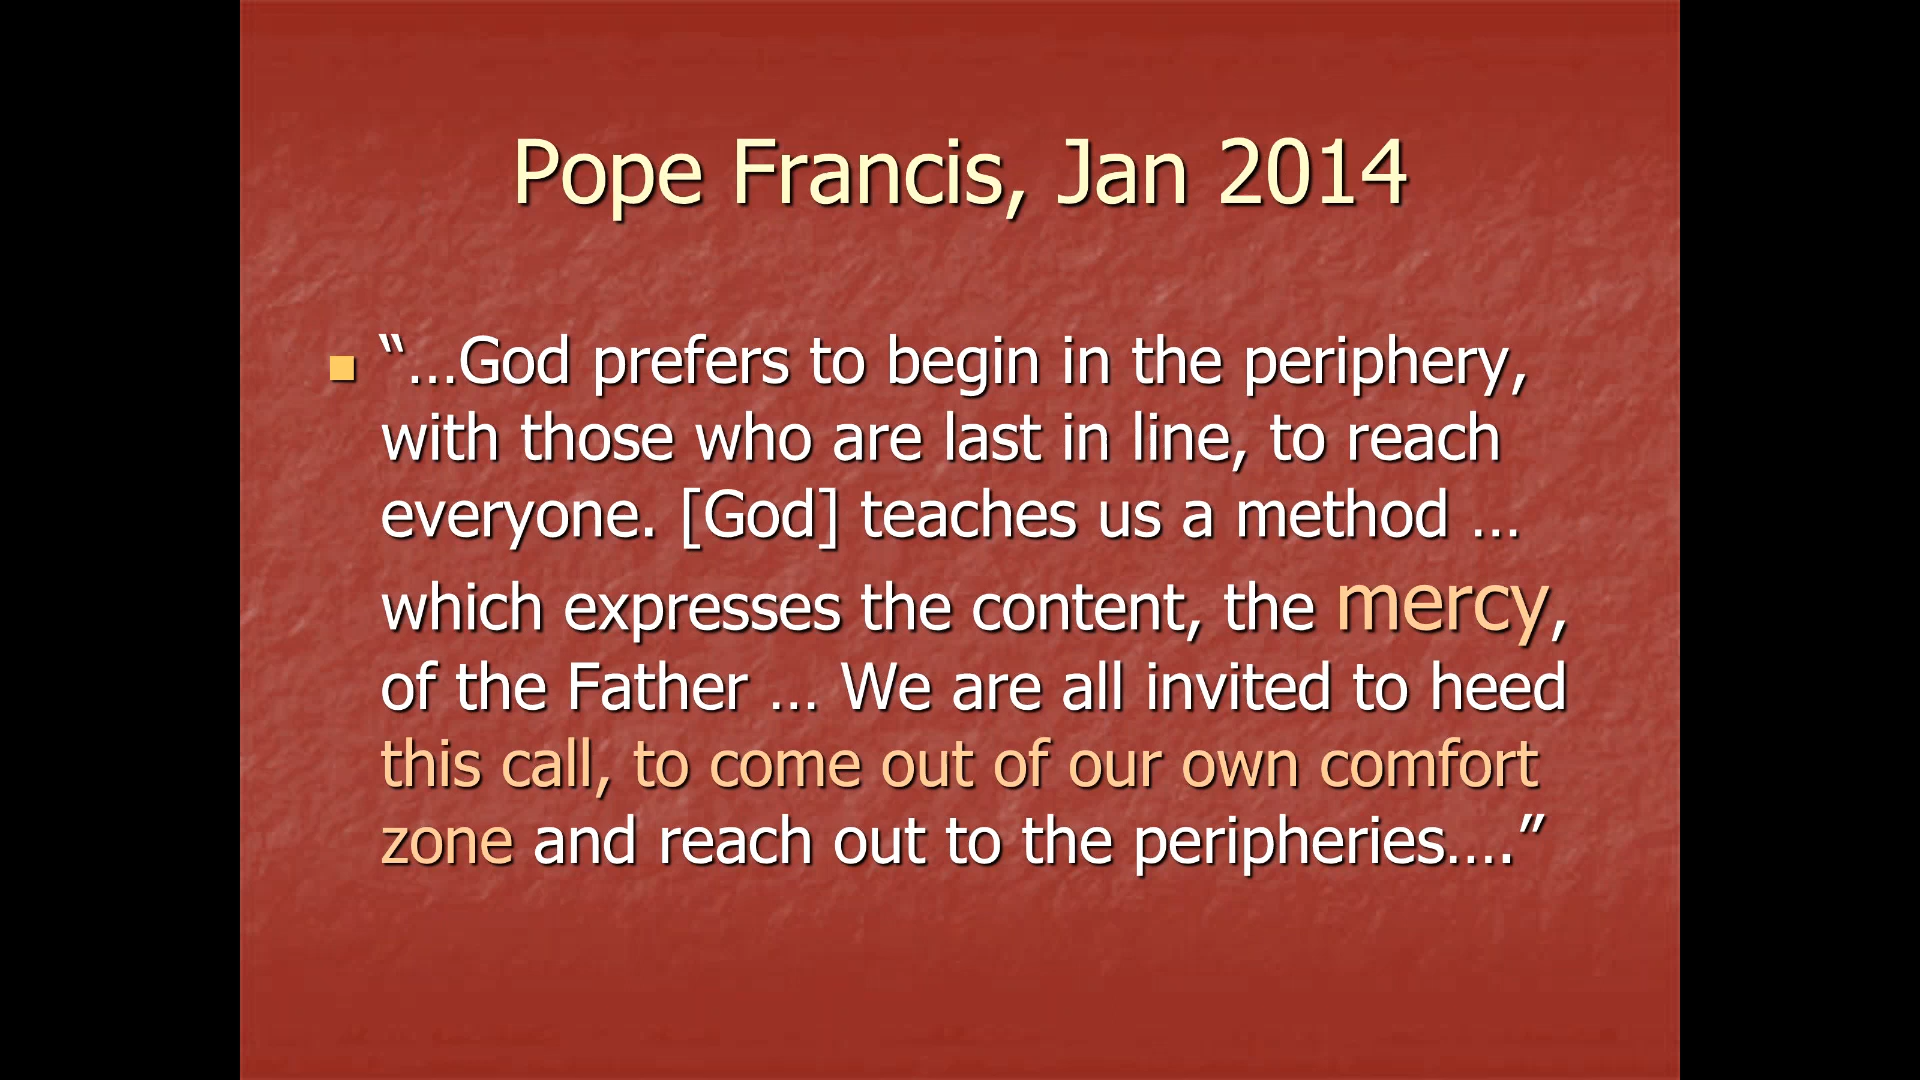 Pope Francis, Jan 2014
“…God prefers to begin in the periphery,
with those who are last in line, to reach
everyone. [God] teaches us a method …
which expresses the content, the mercy,
of the Father … We are all invited to heed
this call, to come out of our own comfort
zone and reach out to the peripheries….”